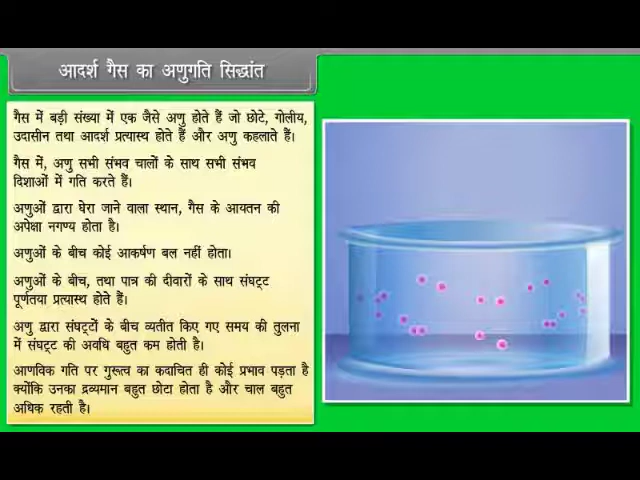 आदर्श गैस का अणुगति सिद्धांत
गैस में बड़ी संख्या में एक जैसे अणु होते हैं जो छोटे, गोलीय,
उदासीन तथा आदर्श प्रत्यास्थ होते हैं और अणु कहलाते हैं।
गैस में, अणु सभी संभव चालों के साथ सभी संभव
दिशाओं में गति करते हैं।
अणुओं द्वारा घेरा जाने वाला स्थान, गैस के आयतन की
अपेक्षा नगण्य होता है।
अणुओं के बीच कोई आकर्षण बल नहीं होता।
अणुओं के बीच, तथा पात्र की दीवारों के साथ संघट्ट
पूर्णतया प्रत्यास्थ होते हैं।
अणु द्वारा संघट्टों के बीच व्यतीत किए गए समय की तुलना
में संघट्ट की अवधि बहुत कम होती है।
आणविक गति पर गुरूत्व का कदाचित ही कोई प्रभाव पड़ता है
क्योंकि उनका द्रव्यमान बहुत छोटा होता है और चाल बहुत
अधिक रहती है।